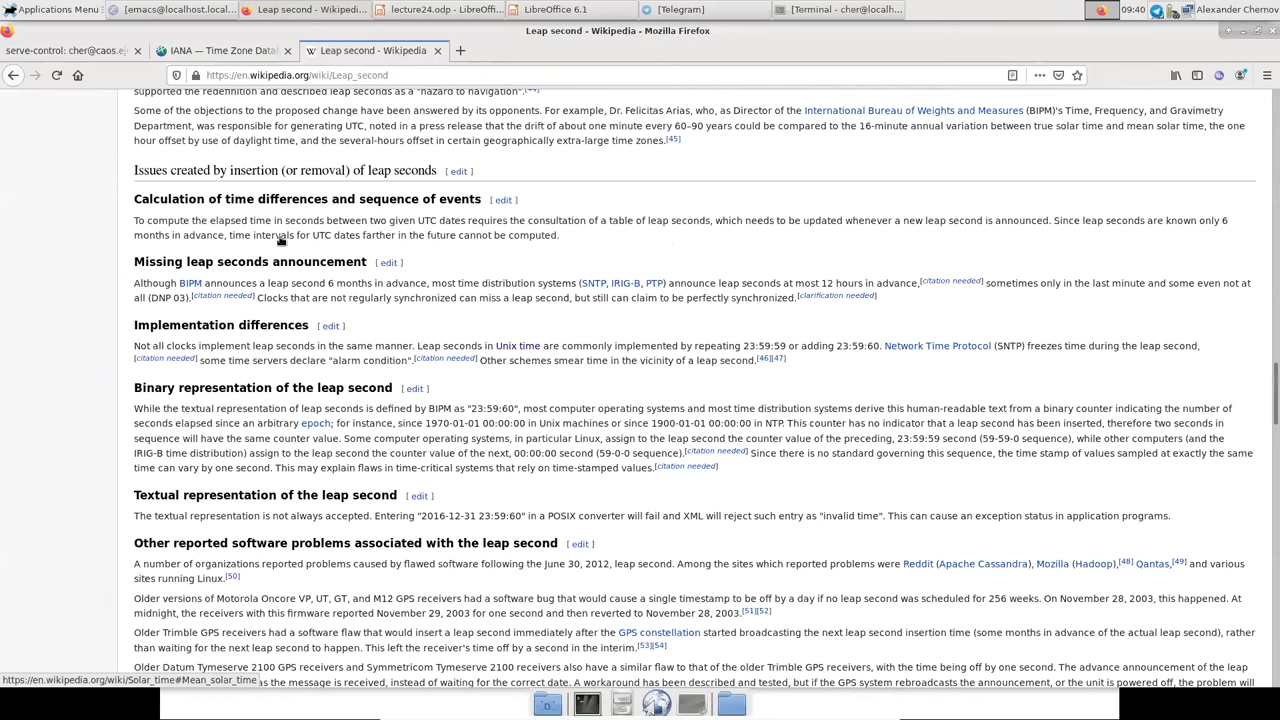 Applications Menu
[emacs@localhost.local...
Leap second - Wikipedi...
lecture24.odp - LibreOffi...
LibreOffice 6.1
[Telegram]
[Terminal - cher@localh...
09:40
Alexander Chernov
Leap second - Wikipedia - Mozilla Firefox
serve-control: cher@caos.ej
IANA — Time Zone Data
Leap second - Wikipedia
https://en.wikipedia.org/wiki/Leap_second
supported the redefinition and described leap seconds as a "hazard to navigation".[44]
Some of the objections to the proposed change have been answered by its opponents. For example, Dr. Felicitas Arias, who, as Director of the International Bureau of Weights and Measures (BIPM)'s Time, Frequency, and Gravimetry
Department, was responsible for generating UTC, noted in a press release that the drift of about one minute every 60–90 years could be compared to the 16-minute annual variation between true solar time and mean solar time, the one
hour offset by use of daylight time, and the several-hours offset in certain geographically extra-large time zones.[45]
Issues created by insertion (or removal) of leap seconds [ edit ]
Calculation of time differences and sequence of events [ edit ]
To compute the elapsed time in seconds between two given UTC dates requires the consultation of a table of leap seconds, which needs to be updated whenever a new leap second is announced. Since leap seconds are known only 6
months in advance, time intervals for UTC dates farther in the future cannot be computed.
Missing leap seconds announcement [ edit ]
Although BIPM announces a leap second 6 months in advance, most time distribution systems (SNTP, IRIG-B, PTP) announce leap seconds at most 12 hours in advance,[citation needed] sometimes only in the last minute and some even not at
all (DNP 03).[citation needed] Clocks that are not regularly synchronized can miss a leap second, but still can claim to be perfectly synchronized.[clarification needed]
Implementation differences [ edit ]
Not all clocks implement leap seconds in the same manner. Leap seconds in Unix time are commonly implemented by repeating 23:59:59 or adding 23:59:60. Network Time Protocol (SNTP) freezes time during the leap second,
[citation needed] some time servers declare "alarm condition".[citation needed] Other schemes smear time in the vicinity of a leap second.[46][47]
Binary representation of the leap second [ edit ]
While the textual representation of leap seconds is defined by BIPM as "23:59:60", most computer operating systems and most time distribution systems derive this human-readable text from a binary counter indicating the number of
seconds elapsed since an arbitrary epoch; for instance, since 1970-01-01 00:00:00 in Unix machines or since 1900-01-01 00:00:00 in NTP. This counter has no indicator that a leap second has been inserted, therefore two seconds in
sequence will have the same counter value. Some computer operating systems, in particular Linux, assign to the leap second the counter value of the preceding, 23:59:59 second (59-59-0 sequence), while other computers (and the
IRIG-B time distribution) assign to the leap second the counter value of the next, 00:00:00 second (59-0-0 sequence).[citation needed] Since there is no standard governing this sequence, the time stamp of values sampled at exactly the same
time can vary by one second. This may explain flaws in time-critical systems that rely on time-stamped values.[citation needed]
Textual representation of the leap second [ edit ]
The textual representation is not always accepted. Entering "2016-12-31 23:59:60" in a POSIX converter will fail and XML will reject such entry as "invalid time". This can cause an exception status in application programs.
Other reported software problems associated with the leap second [ edit ]
A number of organizations reported problems caused by flawed software following the June 30, 2012, leap second. Among the sites which reported problems were Reddit (Apache Cassandra), Mozilla (Hadoop),[48] Qantas,[49] and various
sites running Linux.[50]
Older versions of Motorola Oncore VP, UT, GT, and M12 GPS receivers had a software bug that would cause a single timestamp to be off by a day if no leap second was scheduled for 256 weeks. On November 28, 2003, this happened. At
midnight, the receivers with this firmware reported November 29, 2003 for one second and then reverted to November 28, 2003.[51][52]
Older Trimble GPS receivers had a software flaw that would insert a leap second immediately after the GPS constellation started broadcasting the next leap second insertion time (some months in advance of the actual leap second), rather
than waiting for the next leap second to happen. This left the receiver's time off by a second in the interim.[53][54]
Older Datum Tymeserve 2100 GPS receivers and Symmetricom Tymeserve 2100 receivers also have a similar flaw to that of the older Trimble GPS receivers, with the time being off by one second. The advance announcement of the leap
https://en.wikipedia.org/wiki/Solar_time#Mean_solar_time
as the message is received, instead of waiting for the correct date. A workaround has been described and tested, but if the GPS system rebroadcasts the announcement, or the unit is powered off, the problem will